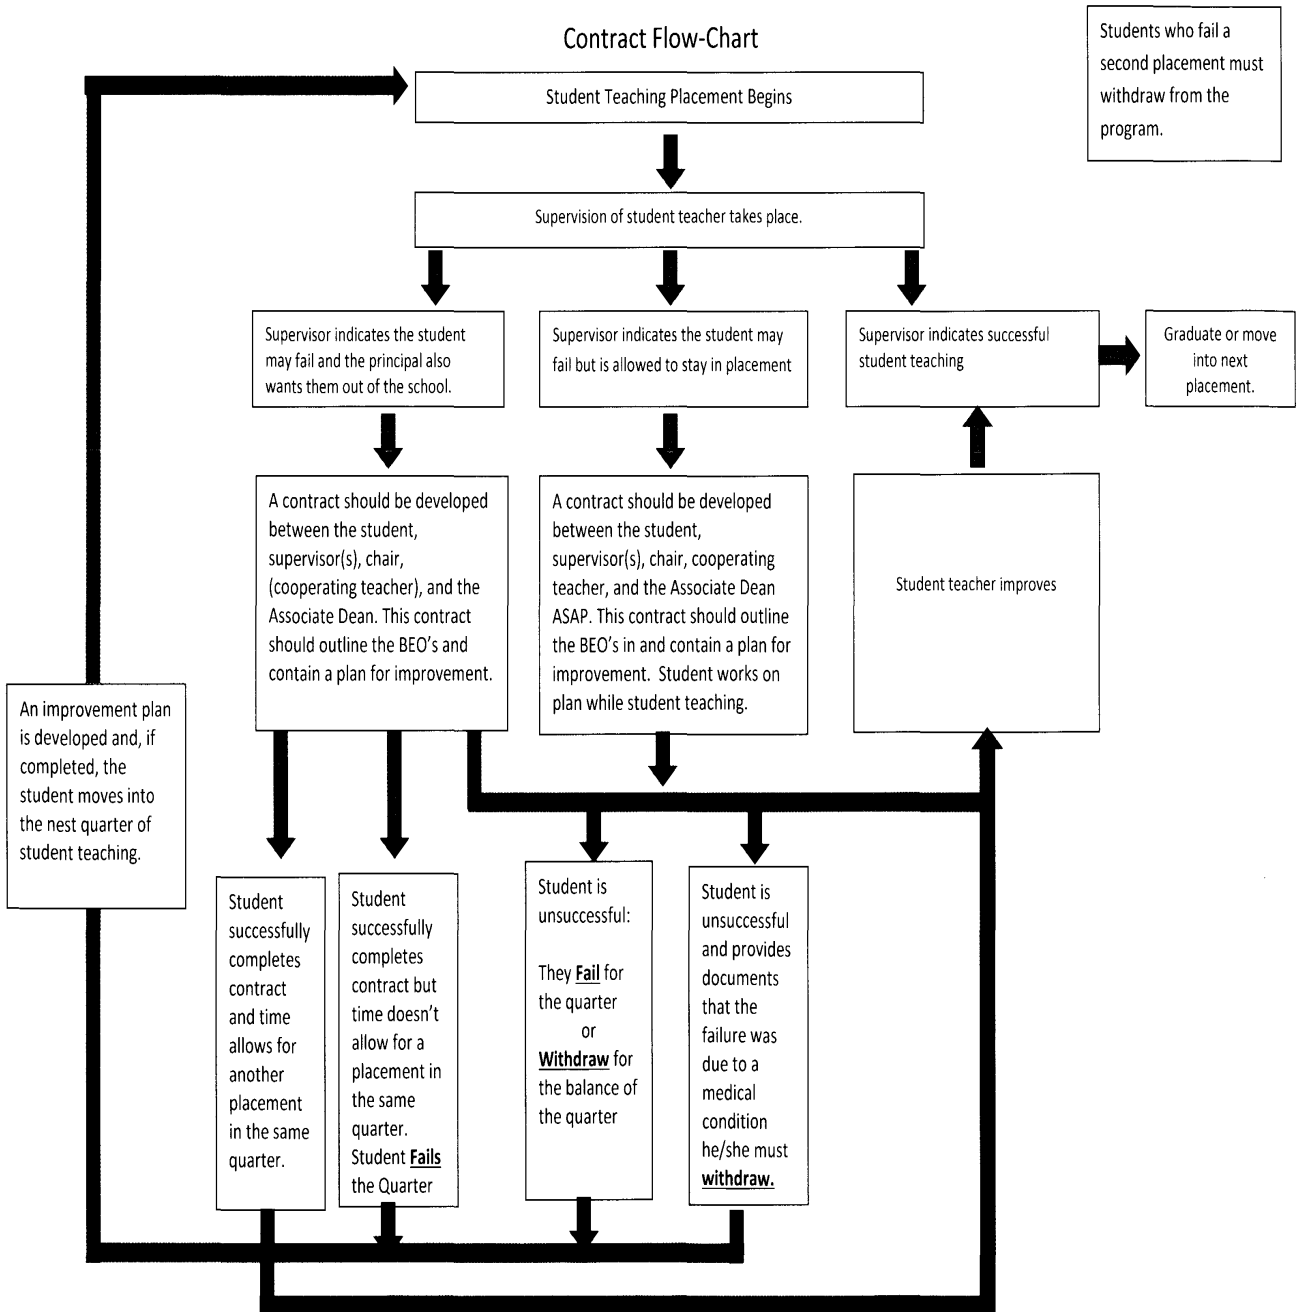 Contract Flow-Chart
Students who fail a
second placement must
withdraw from the
program.
Student Teaching Placement Begins
Supervision of student teacher takes place.
Supervisor indicates the student
may fail and the principal also
wants them out of the school.
Supervisor indicates the student may
fail but is allowed to stay in placement
Supervisor indicates successful
student teaching
Graduate or move
into next
placement.
A contract should be developed
between the student,
supervisor(s), chair,
(cooperating teacher), and the
Associate Dean. This contract
should outline the BEO's and
contain a plan for improvement.
A contract should be developed
between the student,
supervisor(s), chair, cooperating
teacher, and the Associate Dean
ASAP. This contract should outline
the BEO's in and contain a plan for
improvement. Student works on
plan while student teaching.
Student teacher improves
An improvement plan
is developed and, if
completed, the
student moves into
the nest quarter of
student teaching.
Student
successfully
completes
contract
and time
allows for
another
placement
in the same
quarter.
Student
successfully
completes
contract but
time doesn't
allow for a
placement in
the same
quarter.
Student Fails
the Quarter
Student is
unsuccessful:
They Fail for
the quarter
or
Withdraw for
the balance of
the quarter
Student is
unsuccessful
and provides
documents
that the
failure was
due to a
medical
condition
he/she must
withdraw.